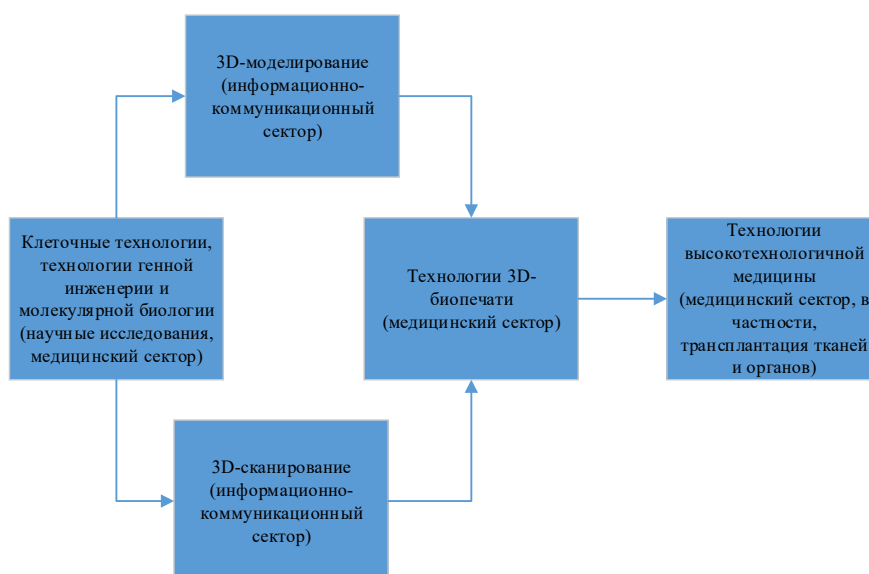 3D-моделирование
(информационно-
коммуникационный
сектор)
Клеточные технологии,
технологии генной
инженерии и
молекулярной биологии
(научные исследования,
медицинский сектор)
Технологии 3D-
биопечати
(медицинский сектор)
Технологии
высокотехнологичной
медицины
(медицинский сектор, в
частности,
трансплантация тканей
и органов)
3D-сканирование
(информационно-
коммуникационный
сектор)